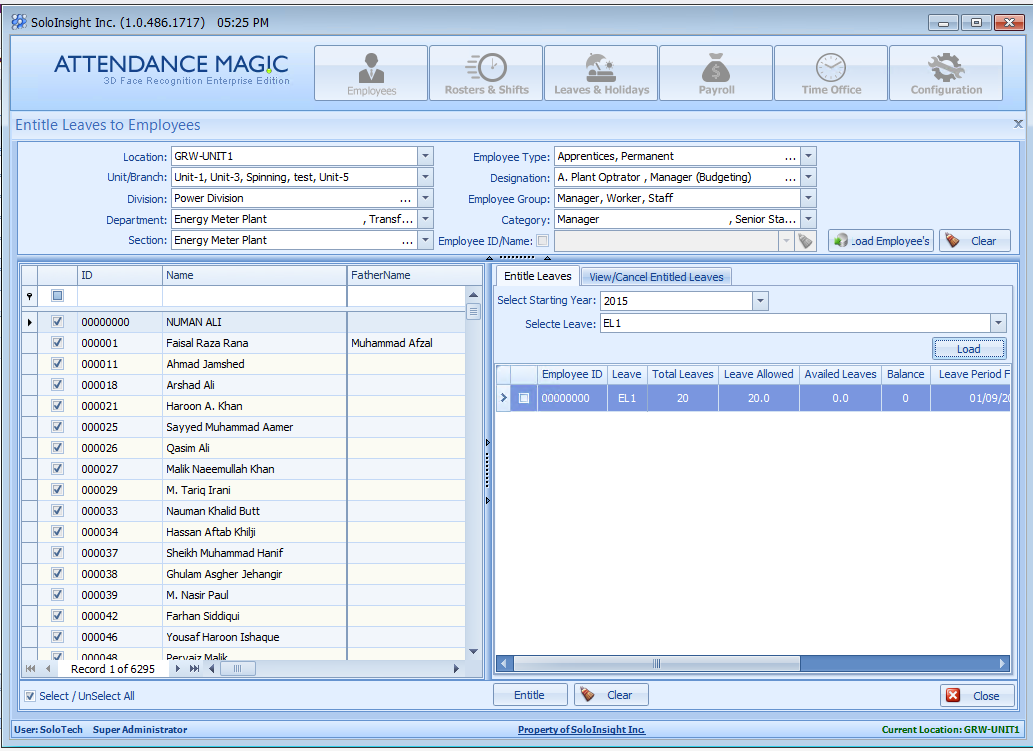 SoloInsight Inc. (1.0.486.1717) 05:25 PM
ATTENDANCE MAGIC
3D Face Recognition Enterprise Edition
Employees
Rosters & Shifts
Leaves & Holidays
Payroll
Time Office
Configuration
Entitle Leaves to Employees
Location: GRW-UNIT1
Employee Type: Apprentices, Permanent ...
Unit/Branch: Unit-1, Unit-3, Spinning, test, Unit-5
Designation: A. Plant Optrator , Manager (Budgeting) ...
Division: Power Division ...
Employee Group: Manager, Worker, Staff
Department: Energy Meter Plant , Transf...
Category: Manager , Senior Sta...
Section: Energy Meter Plant ...
Employee ID/Name:
.oad Employee's
Clear
ID Name FatherName
00000000 NUMAN ALI
000001 Faisal Raza Rana Muhammad Afzal
000011 Ahmad Jamshed
000018 Arshad Ali
000021 Haroon A. Khan
000025 Sayyed Muhammad Aamer
000026 Qasim Ali
000027 Malik Naeemullah Khan
000029 M. Tariq Irani
000033 Nauman Khalid Butt
000034 Hassan Aftab Khilji
000037 Sheikh Muhammad Hanif
000038 Ghulam Asgher Jehangir
000039 M. Nasir Paul
000042 Farhan Siddiqui
000046 Yousaf Haroon Ishaque
000048 Pervaiz Malik
Record 1 of 6295
Select / UnSelect All
Entitle Leaves
View/Cancel Entitled Leaves
Select Starting Year: 2015
Selecte Leave: EL1
Load
Employee ID Leave Total Leaves Leave Allowed Availed Leaves Balance Leave Period F
00000000 EL1 20 20.0 0.0 0 01/09/20
Entitle
Clear
Close
User: SoloTech Super Administrator
Property of SoloInsight Inc.
Current Location: GRW-UNIT1